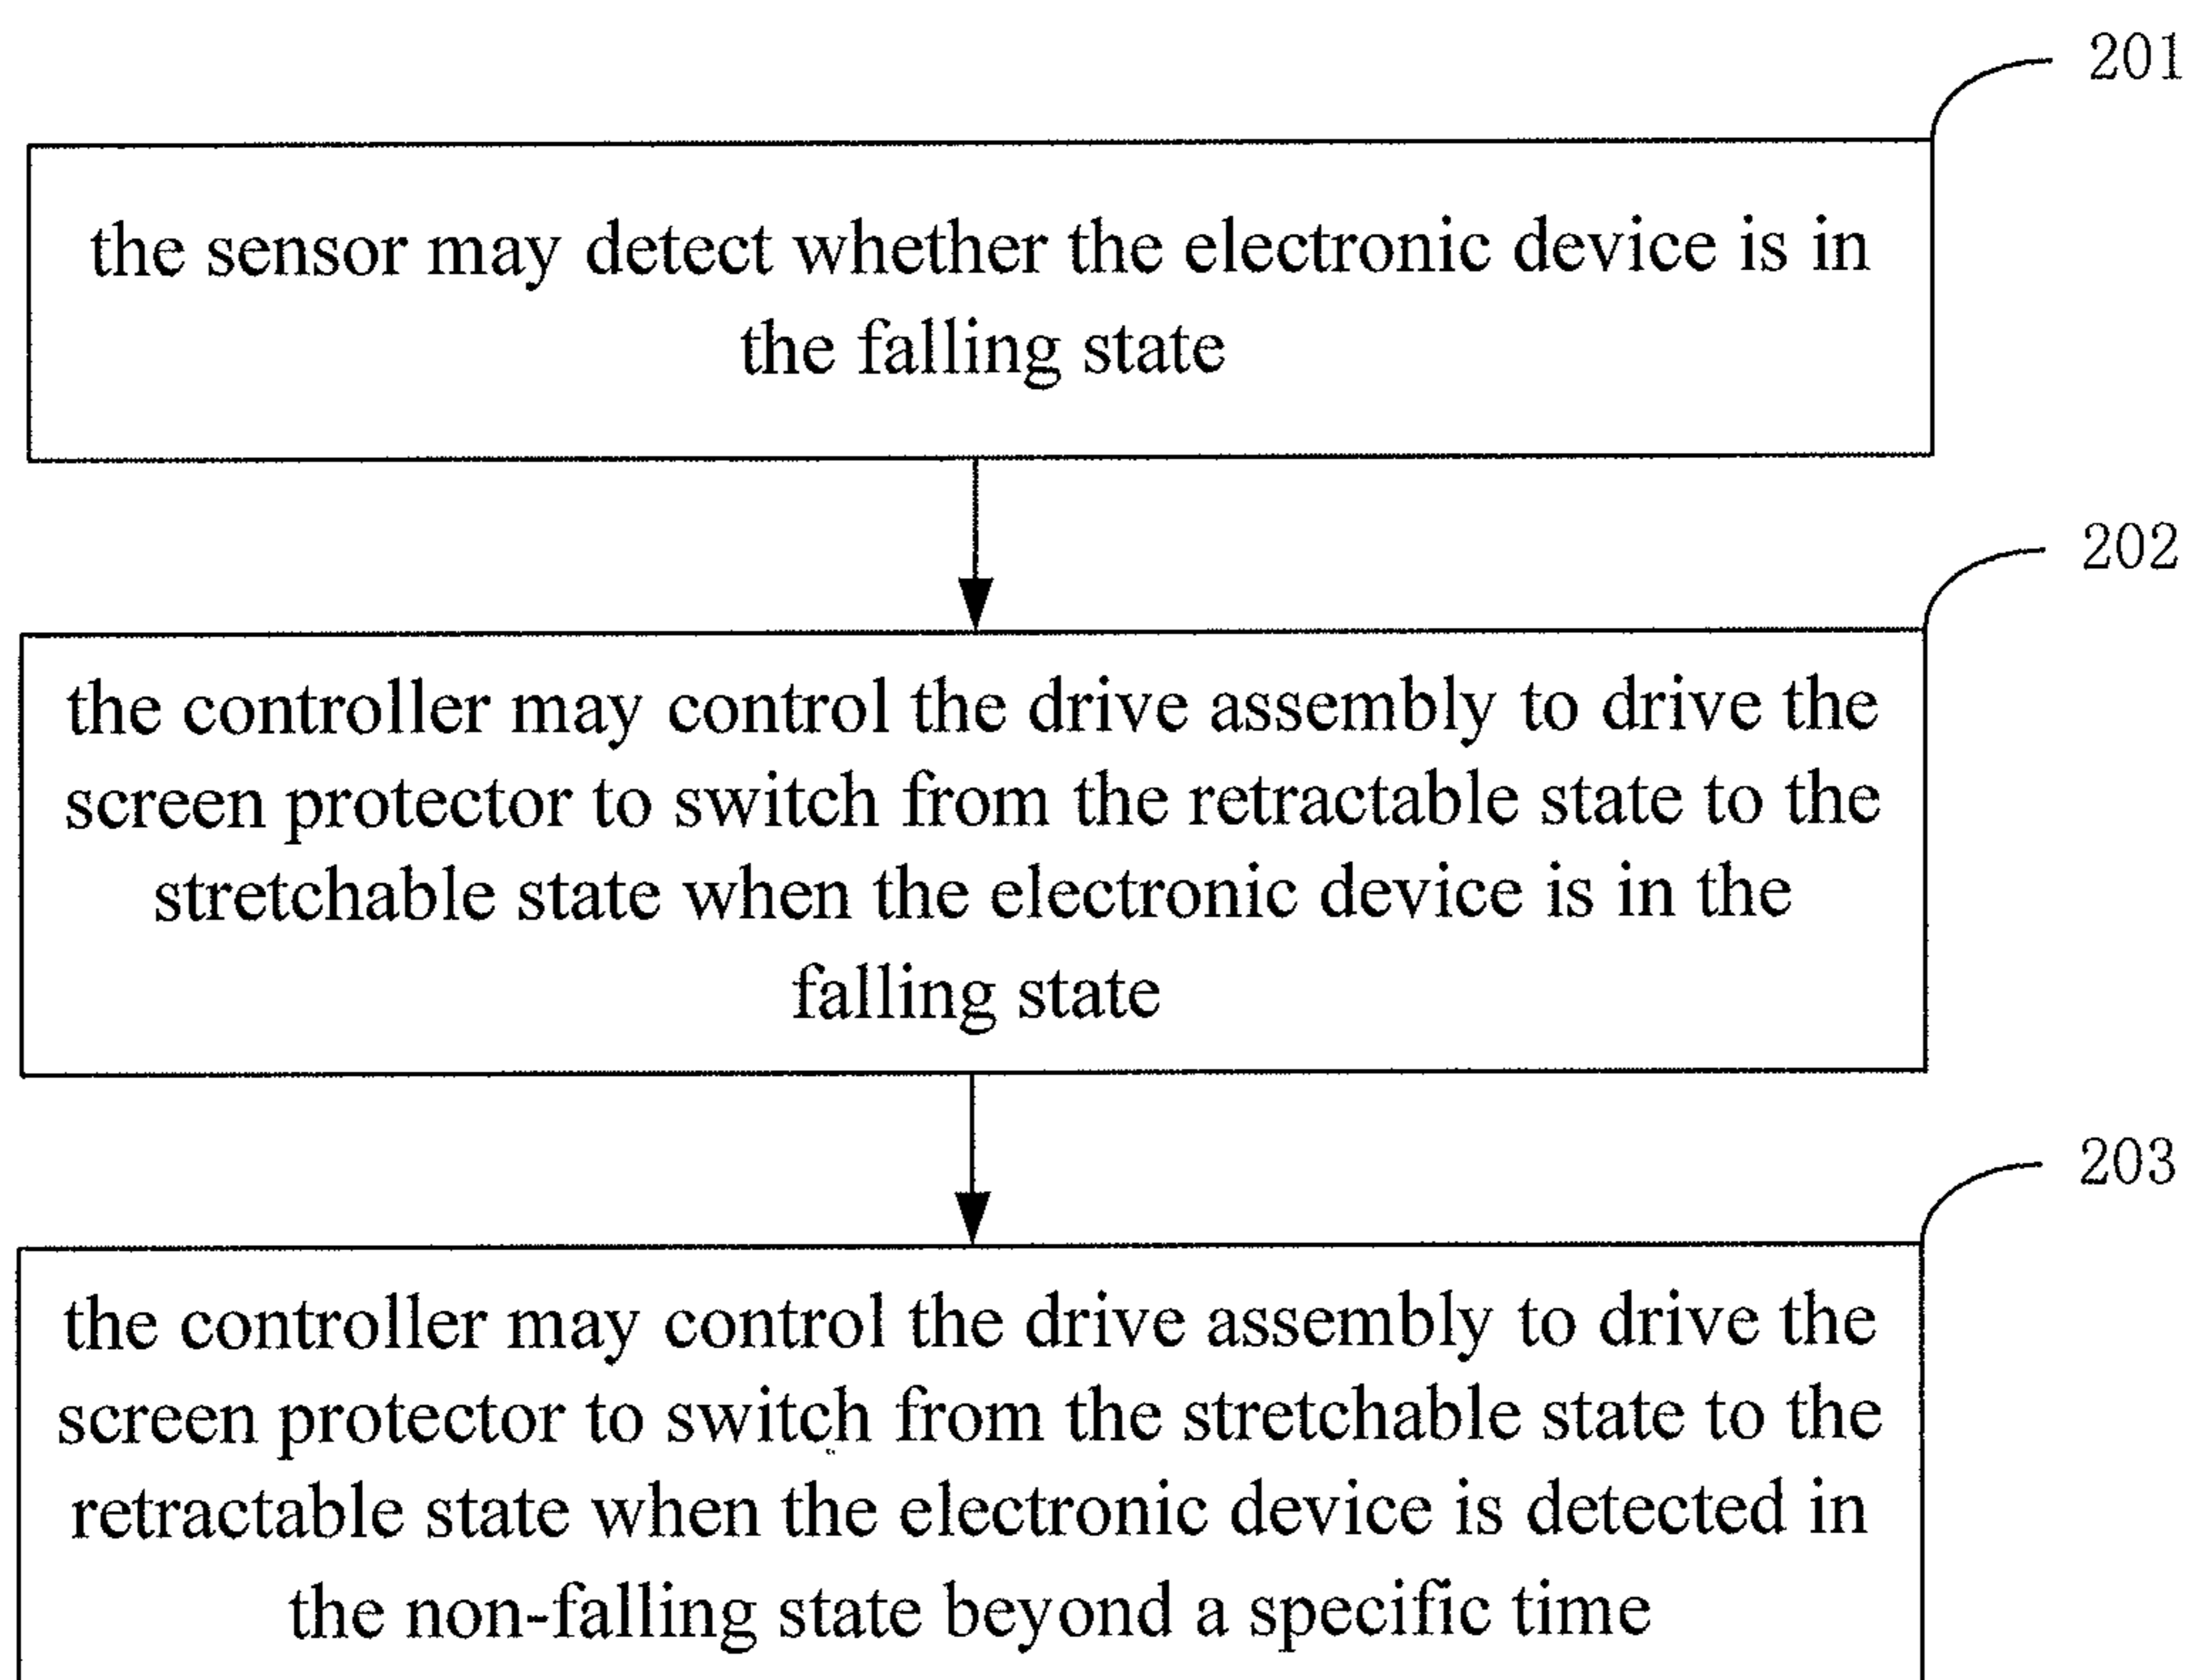 201
the sensor may detect whether the electronic device is in
the falling state
202
the controller may control the drive assembly to drive the
screen protector to switch from the retractable state to the
stretchable state when the electronic device is in the
falling state
203
the controller may control the drive assembly to drive the
screen protector to switch from the stretchable state to the
retractable state when the electronic device is detected in
the non-falling state beyond a specific time